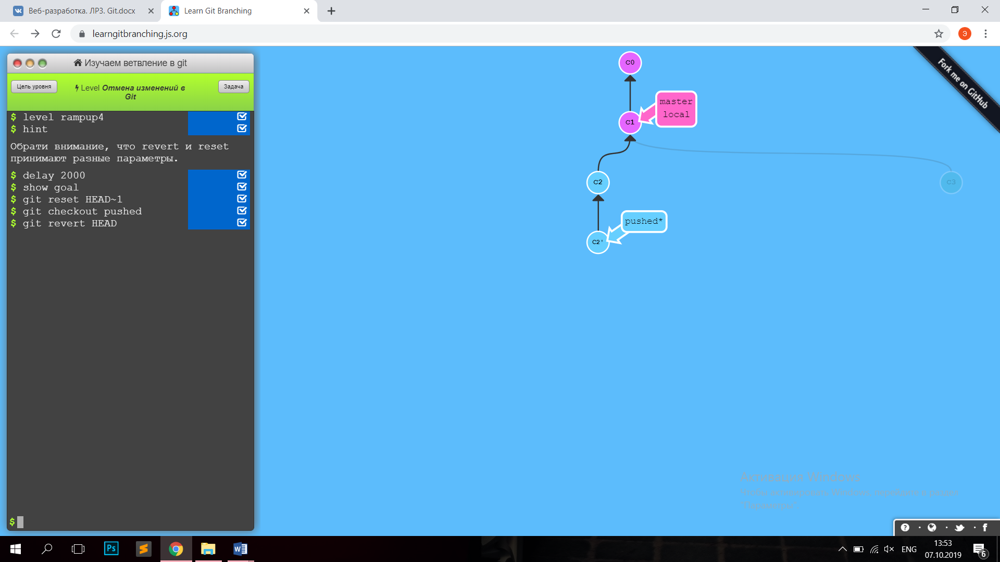 Веб-разработка. ЛР3. Git.docx
Learn Git Branching
learngitbranching.js.org
Э
Изучаем ветвление в git
Цель уровня
Level Отмена изменений в
Git
Задача
$ level rampup4
$ hint
Обрати внимание, что revert и reset
принимают разные параметры.
$ delay 2000
$ show goal
$ git reset HEAD~1
$ git checkout pushed
$ git revert HEAD
$
C0
master
local
C1
C2
C3
pushed*
C2'
Fork me on GitHub
Активация Windows
"Параметры".
Ps
ENG
13:53
07.10.2019
6